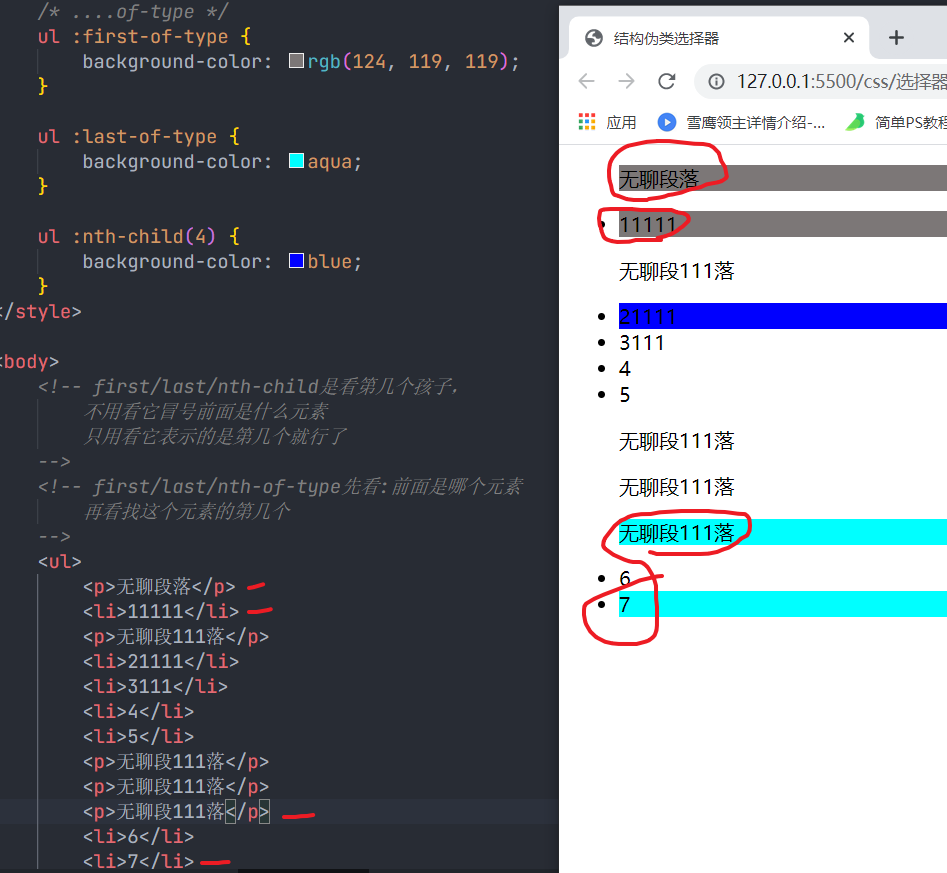 /* ....of-type */
ul :first-of-type {
background-color: rgb(124, 119, 119);
}
ul :last-of-type {
background-color: aqua;
}
ul :nth-child(4) {
background-color: blue;
}
</style>
<body>
<!-- first/last/nth-child是看第几个孩子，
不用看它冒号前面是什么元素
只用看它表示的是第几个就行了
-->
<!-- first/last/nth-of-type先看：前面是哪个元素
再看找这个元素的第几个
-->
<ul>
<p>无聊段落</p>
<li>11111</li>
<p>无聊段111落</p>
<li>21111</li>
<li>3111</li>
<li>4</li>
<li>5</li>
<p>无聊段111落</p>
<p>无聊段111落</p>
<p>无聊段111落</p>
<li>6</li>
<li>7</li>
结构伪类选择器
127.0.0.1:5500/css/选择器
应用 雪鹰领主详情介绍-... 简单PS教程
无聊段落
11111
无聊段111落
21111
3111
4
5
无聊段111落
无聊段111落
无聊段111落
6
7